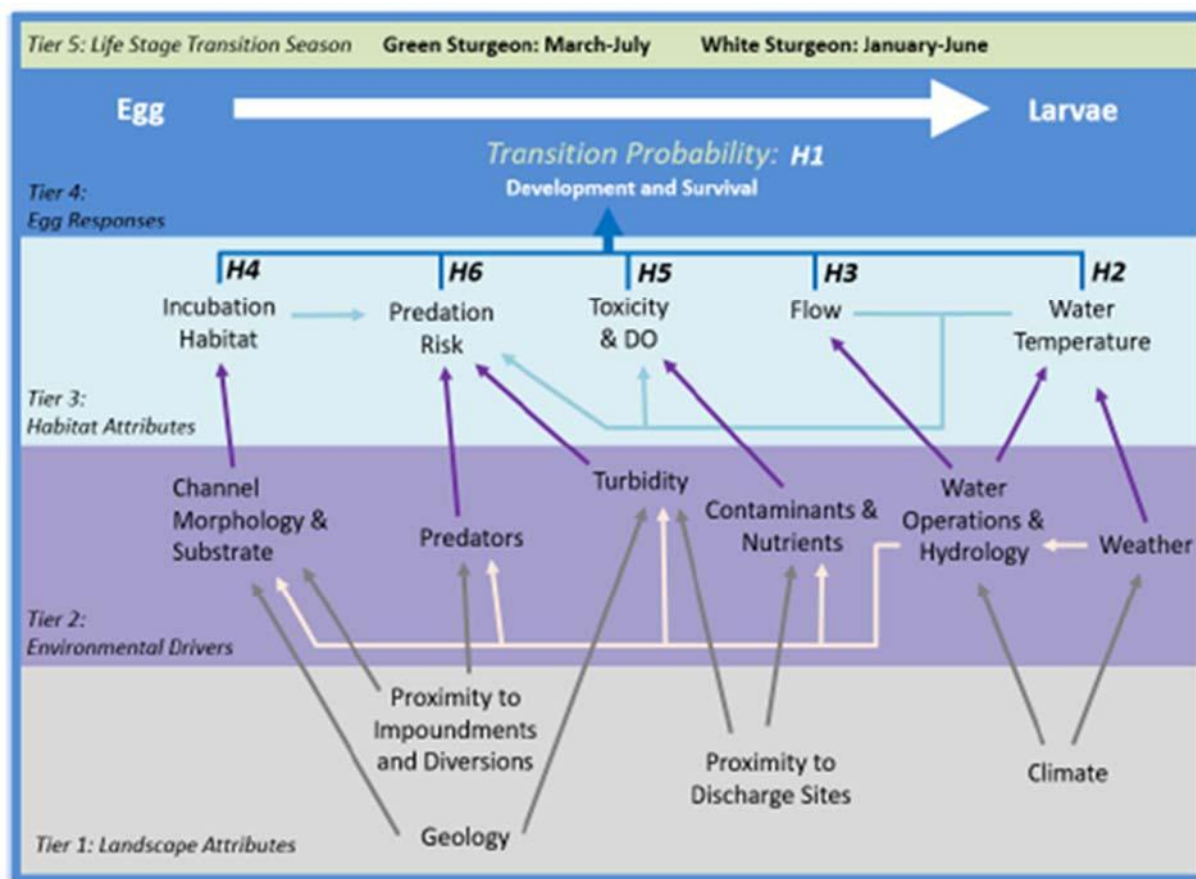 Tier 5: Life Stage Transition Season Green Sturgeon: March-July White Sturgeon: January-June
Egg
Larvae
Transition Probability: H1
Development and Survival
Tier 4:
Egg Responses
H4
H6
H5
H3
H2
Incubation
Habitat
Predation
Risk
Toxicity
& DO
Flow
Water
Temperature
Tier 3:
Habitat Attributes
Channel
Morphology &
Substrate
Predators
Turbidity
Contaminants &
Nutrients
Water
Operations &
Hydrology
Weather
Tier 2:
Environmental Drivers
Proximity to
Impoundments
and Diversions
Proximity to
Discharge Sites
Climate
Geology
Tier 1: Landscape Attributes